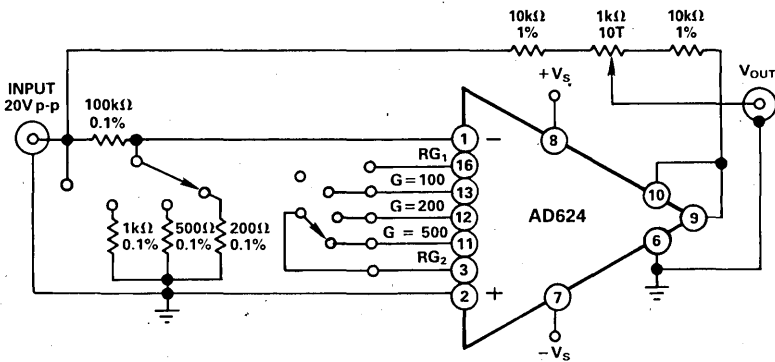 10kΩ
1%
1kΩ
10T
10kΩ
1%
INPUT
20V p-p
100kΩ
0.1%
+VS
VOUT
1
−
8
RG1
16
G=100
13
10
G=200
12
AD624
9
1kΩ
0.1%
500Ω
0.1%
200Ω
0.1%
G = 500
11
6
RG2
3
2
+
7
−VS